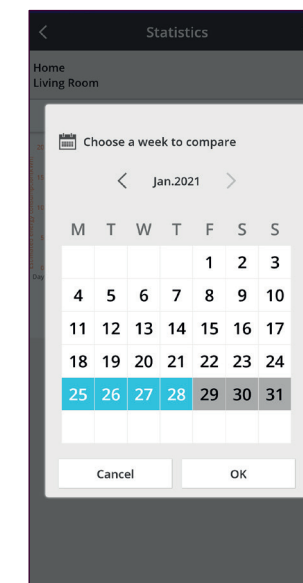 Statistics
Home
Living Room
Choose a week to compare
Jan.2021
M T W T F S S
1 2 3
4 5 6 7 8 9 10
11 12 13 14 15 16 17
18 19 20 21 22 23 24
25 26 27 28 29 30 31
Day
Cancel OK